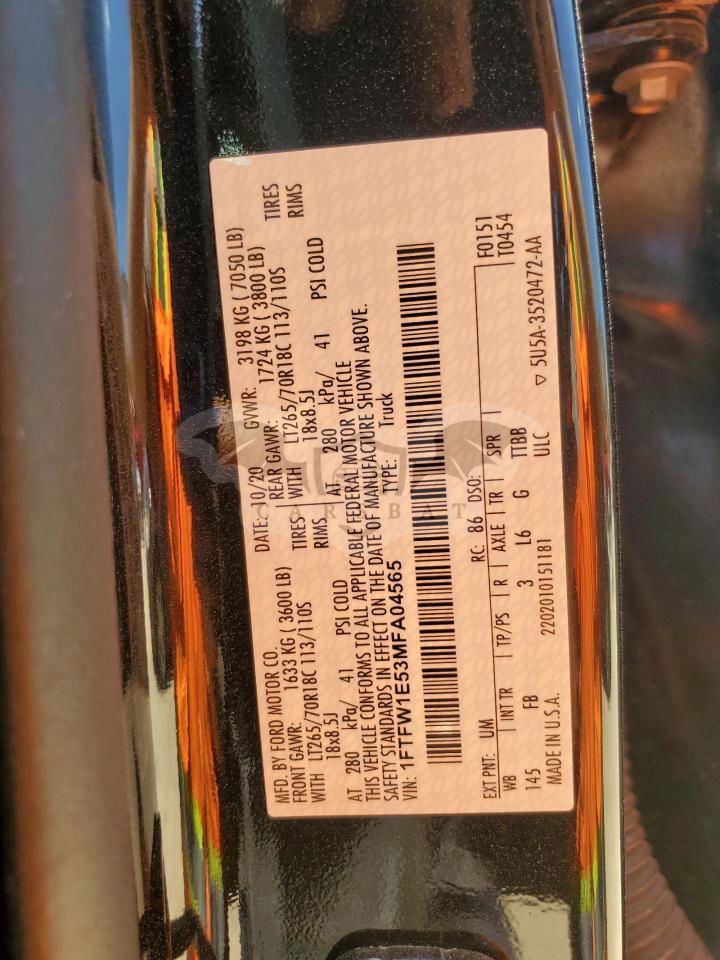 MFD. BY FORD MOTOR CO.
DATE: 10/20
GVWR: 3198 KG ( 7050 LB)
FRONT GAWR: 1633 KG ( 3600 LB)
REAR GAWR: 1724 KG ( 3800 LB)
WITH LT265/70R18C 113/110S TIRES
WITH LT265/70R18C 113/110S TIRES
18x8.5J RIMS
18x8.5J RIMS
AT 280 kPa/ 41 PSI COLD
AT 280 kPa/ 41 PSI COLD
THIS VEHICLE CONFORMS TO ALL APPLICABLE FEDERAL MOTOR VEHICLE
SAFETY STANDARDS IN EFFECT ON THE DATE OF MANUFACTURE SHOWN ABOVE.
VIN: 1FTFW1E53MFA04565
TYPE: Truck
EXT PNT: UM RC: 86 DSO: F0151
WB INT TR TP/PS R AXLE TR SPR T0454
145 FB 3 L6 G TTBB
MADE IN U.S.A. 2202010151181 ULC 5U5A-3520472-AA
CARABAT